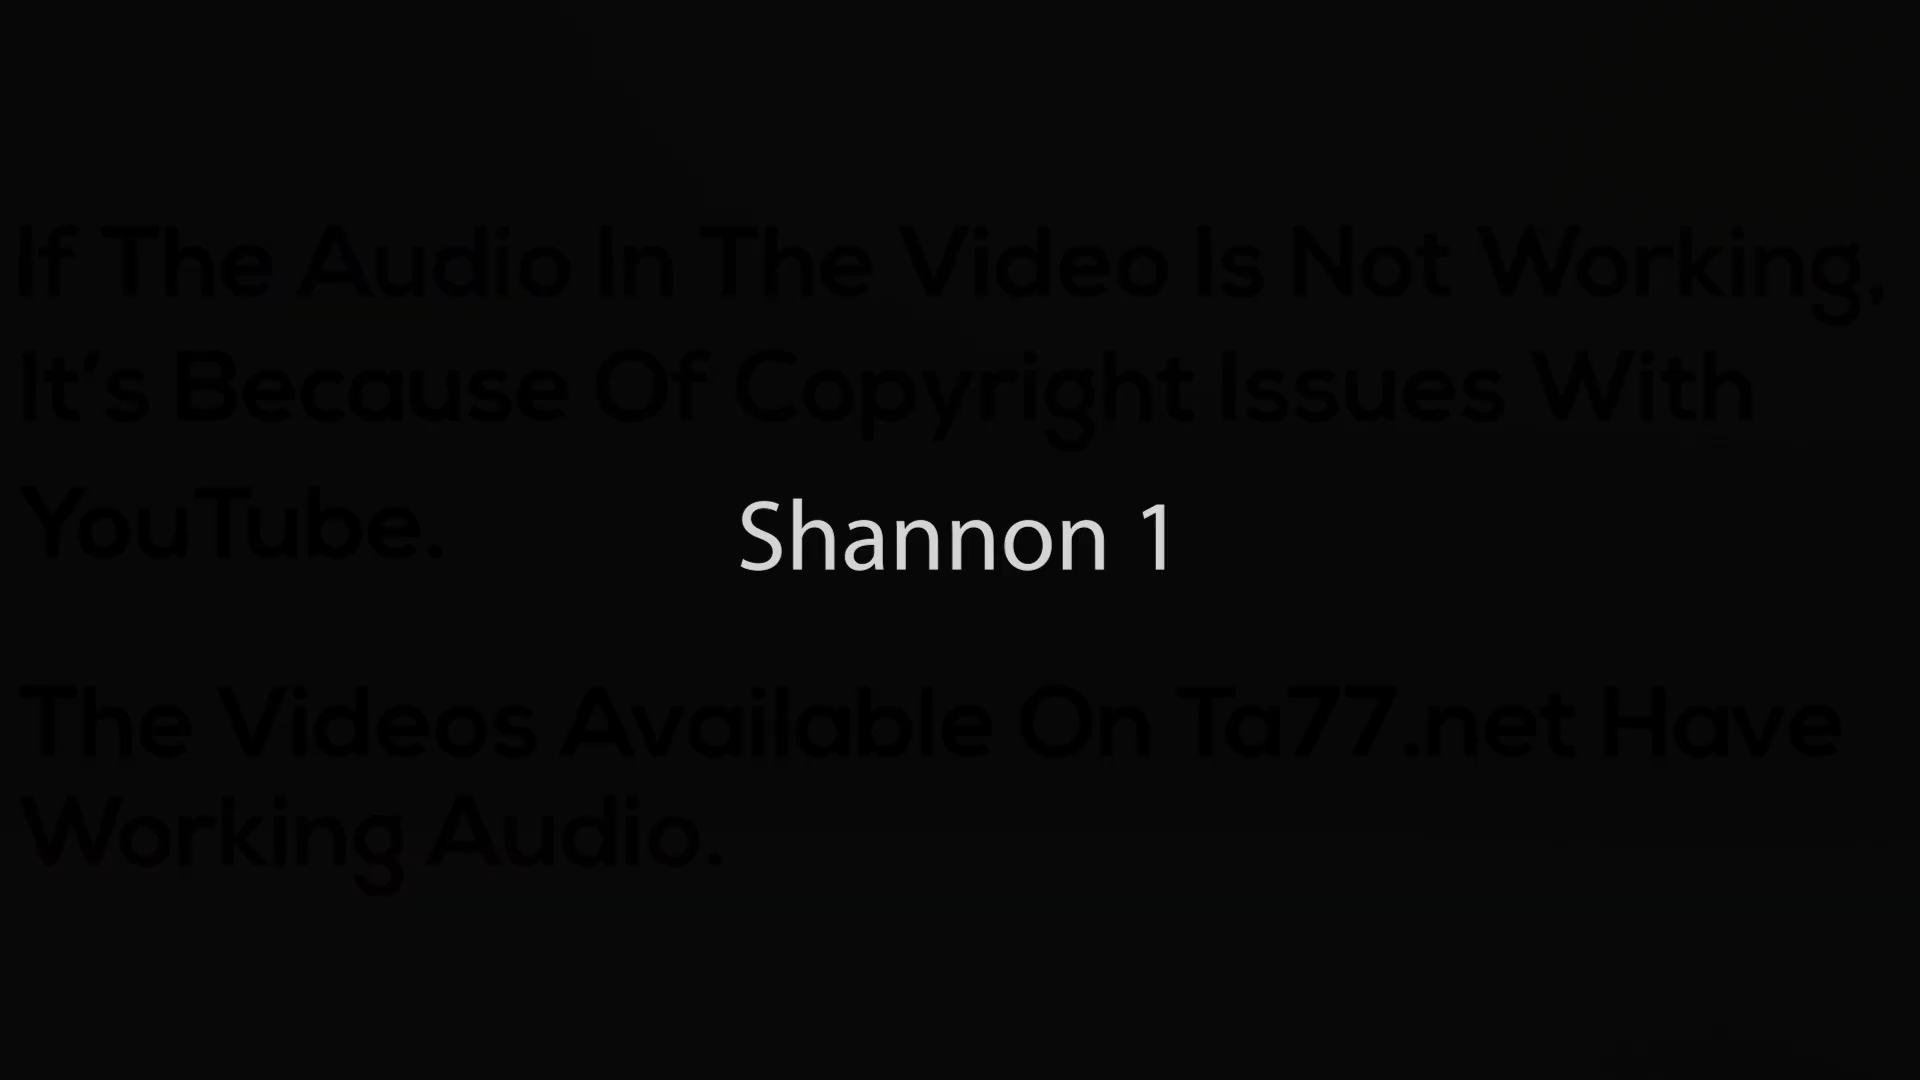 If The Audio In The Video Is Not Working,
It's Because Of Copyright Issues With
YouTube.
Shannon 1
The Videos Available On Ta77.net Have
Working Audio.